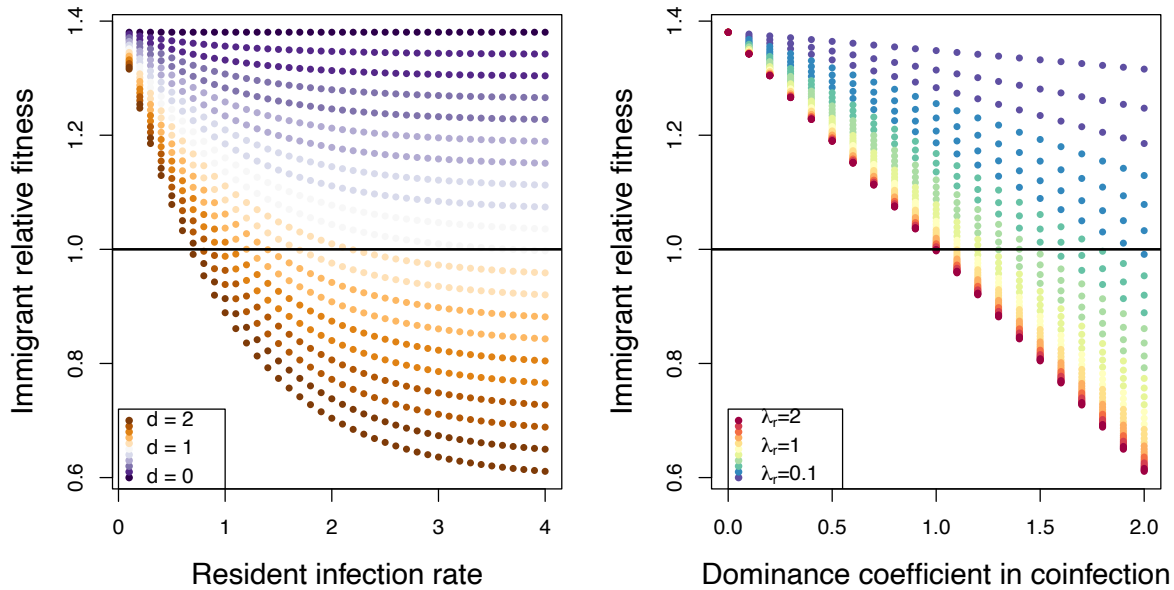 Immigrant relative fitness
1.4
1.2
1.0
0.8
0.6
d = 2
d = 1
d = 0
0
1
2
3
4
Resident infection rate
Immigrant relative fitness
1.4
1.2
1.0
0.8
0.6
λr=2
λr=1
λr=0.1
0.0
0.5
1.0
1.5
2.0
Dominance coefficient in coinfection